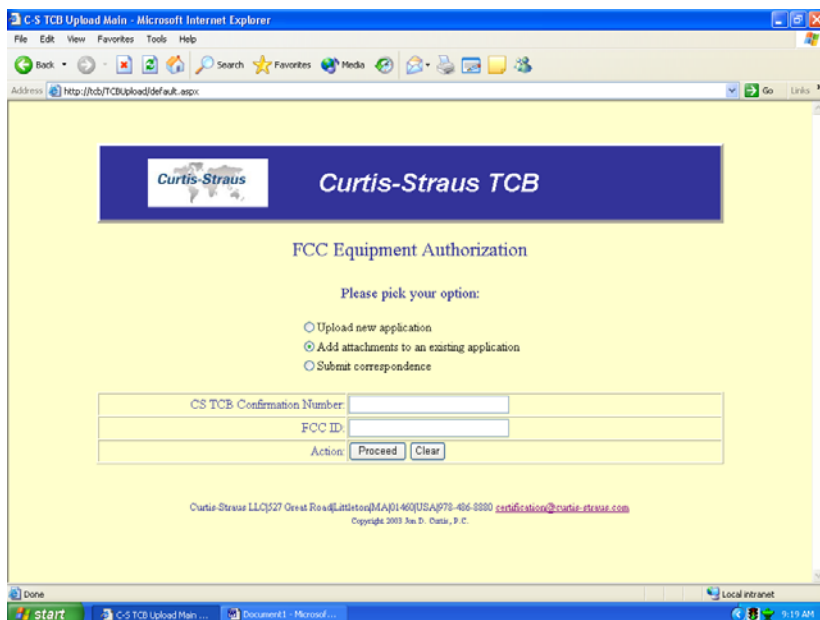 C-S TCB Upload Main - Microsoft Internet Explorer
File Edit View Favorites Tools Help
Back Search Favorites Media
Address http://tcb/TCBUpload/default.aspx Go Links
Curtis-Straus Curtis-Straus TCB
FCC Equipment Authorization
Please pick your option:
Upload new application
Add attachments to an existing application
Submit correspondence
CS TCB Confirmation Number:
FCC ID:
Action: Proceed Clear
Curtis-Straus LLC|527 Great Road|Littleton|MA|01460|USA|978-486-8880 certification@curtis-straus.com
Copyright 2003 Jon D. Curtis, P.C.
Done Local intranet
start C-S TCB Upload Main ... Document1 - Microsof... 9:19 AM